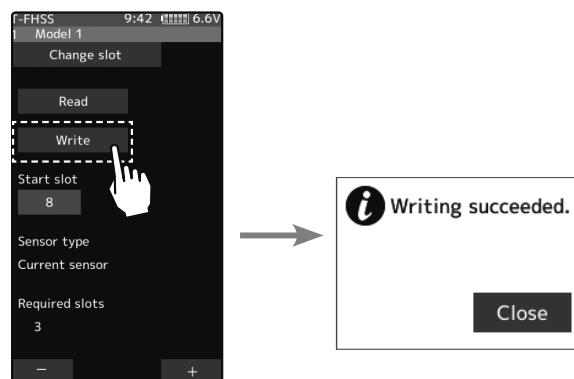 T-FHSS 9:42 6.6V
1 Model 1
Change slot
Read
Write
Start slot
8
Sensor type
Current sensor
Required slots
3
− +
i Writing succeeded.
Close